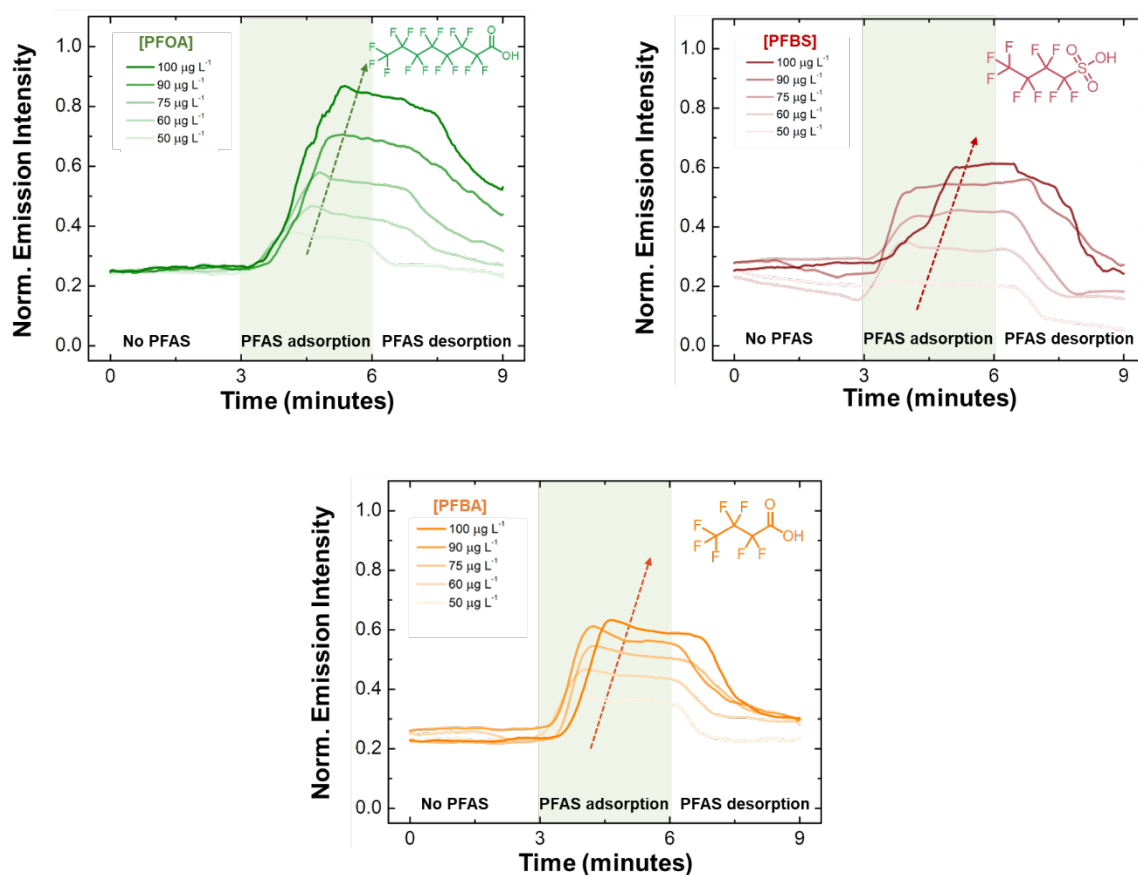 [PFOA]
100 µg L⁻¹
90 µg L⁻¹
75 µg L⁻¹
60 µg L⁻¹
50 µg L⁻¹
F F F F F F F O
F
F OH
F F F F F F F F
Norm. Emission Intensity
1.0
0.8
0.6
0.4
0.2
0.0
No PFAS PFAS adsorption PFAS desorption
0 3 6 9
Time (minutes)
[PFBS]
100 µg L⁻¹
90 µg L⁻¹
75 µg L⁻¹
60 µg L⁻¹
50 µg L⁻¹
F F O OH
F S
F O
F F F F
Norm. Emission Intensity
1.0
0.8
0.6
0.4
0.2
0.0
No PFAS PFAS adsorption PFAS desorption
0 3 6 9
Time (minutes)
[PFBA]
100 µg L⁻¹
90 µg L⁻¹
75 µg L⁻¹
60 µg L⁻¹
50 µg L⁻¹
F F O
F
F OH
F F F
Norm. Emission Intensity
1.0
0.8
0.6
0.4
0.2
0.0
No PFAS PFAS adsorption PFAS desorption
0 3 6 9
Time (minutes)